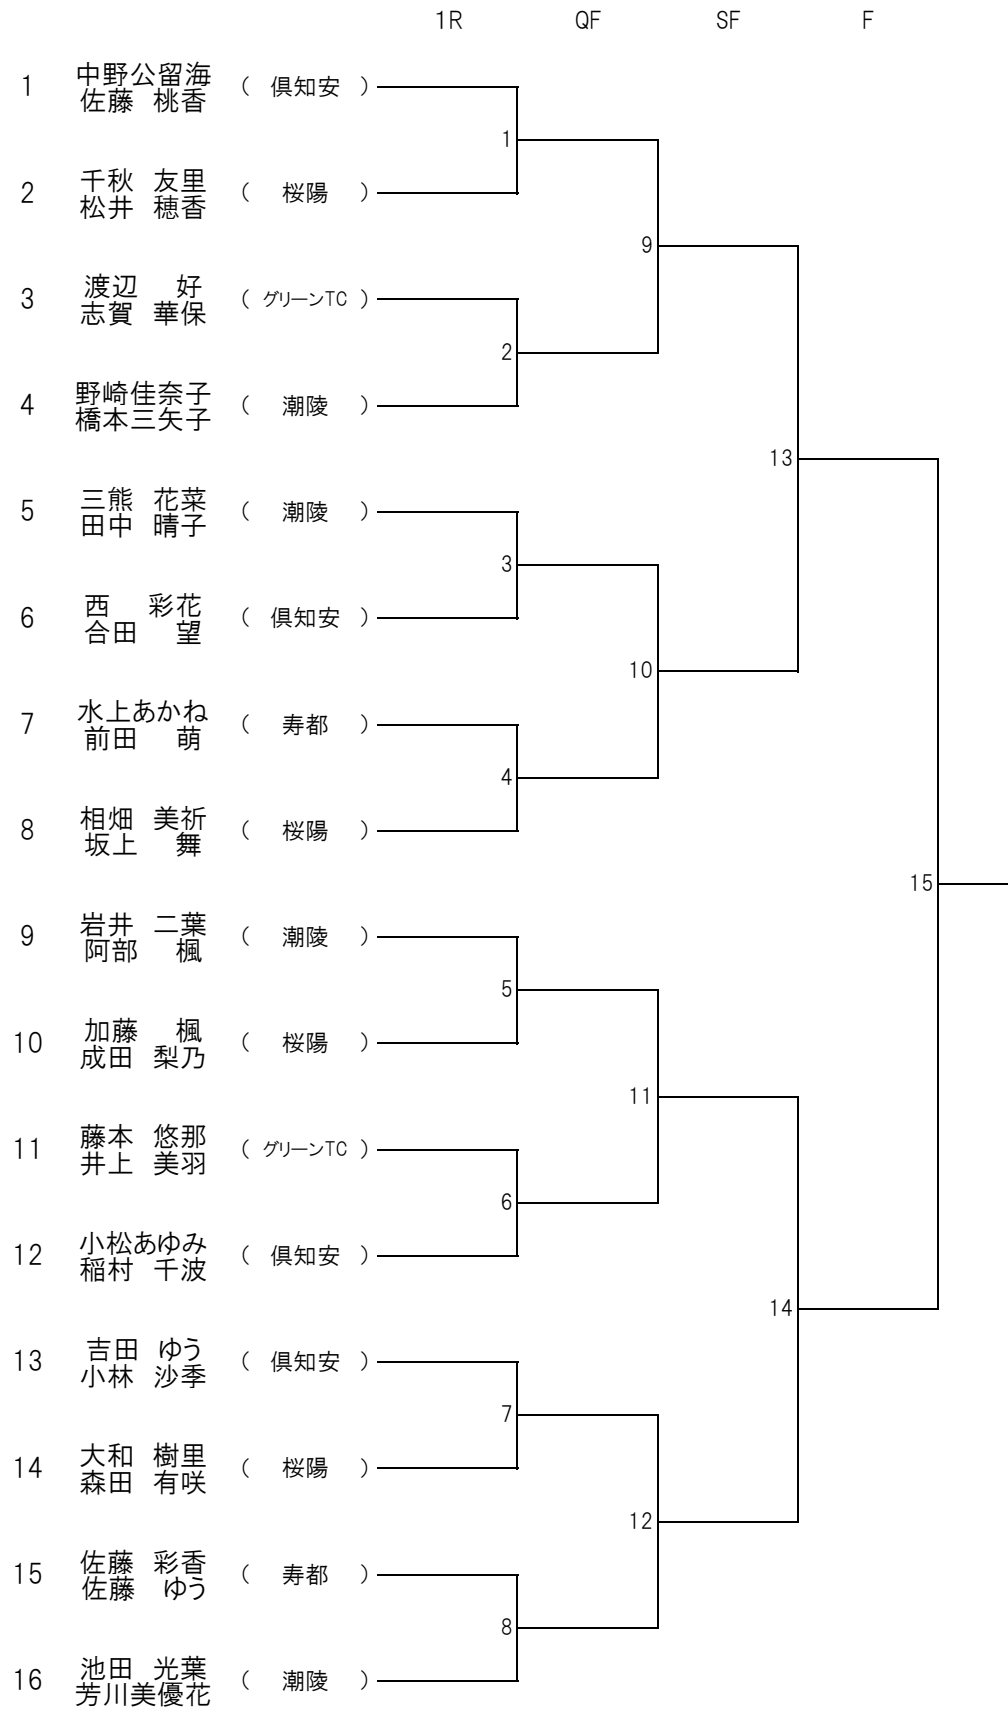 1R QF SF F
中野公留海
1 ( 倶知安 )
佐藤 桃香
1
千秋 友里
2 ( 桜陽 )
松井 穂香
9
渡辺 好
3 ( グリーンTC )
志賀 華保
2
野崎佳奈子
4 ( 潮陵 )
橋本三矢子
13
三熊 花菜
5 ( 潮陵 )
田中 晴子
3
西 彩花
6 ( 倶知安 )
合田 望
10
水上あかね
7 ( 寿都 )
前田 萌
4
相畑 美祈
8 ( 桜陽 )
坂上 舞
15
岩井 二葉
9 ( 潮陵 )
阿部 楓
5
加藤 楓
10 ( 桜陽 )
成田 梨乃
11
藤本 悠那
11 ( グリーンTC )
井上 美羽
6
小松あゆみ
12 ( 倶知安 )
稲村 千波
14
吉田 ゆう
13 ( 倶知安 )
小林 沙季
7
大和 樹里
14 ( 桜陽 )
森田 有咲
12
佐藤 彩香
15 ( 寿都 )
佐藤 ゆう
8
池田 光葉
16 ( 潮陵 )
芳川美優花